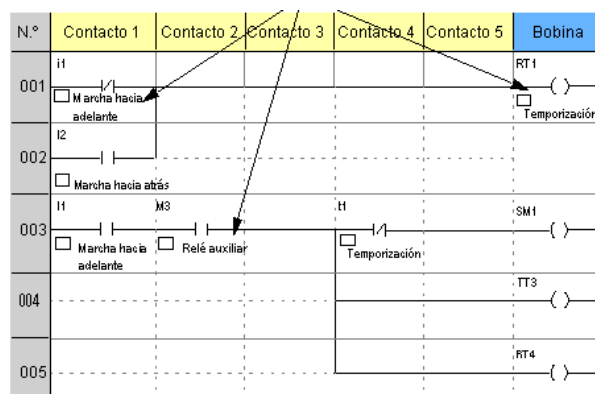 N.º Contacto 1 Contacto 2 Contacto 3 Contacto 4 Contacto 5 Bobina
i1 RT1
001
Marcha hacia adelante Temporización
I2
002
Marcha hacia atrás
I1 M3 t1 SM1
003
Marcha hacia adelante Relé auxiliar Temporización
TT3
004
RT4
005